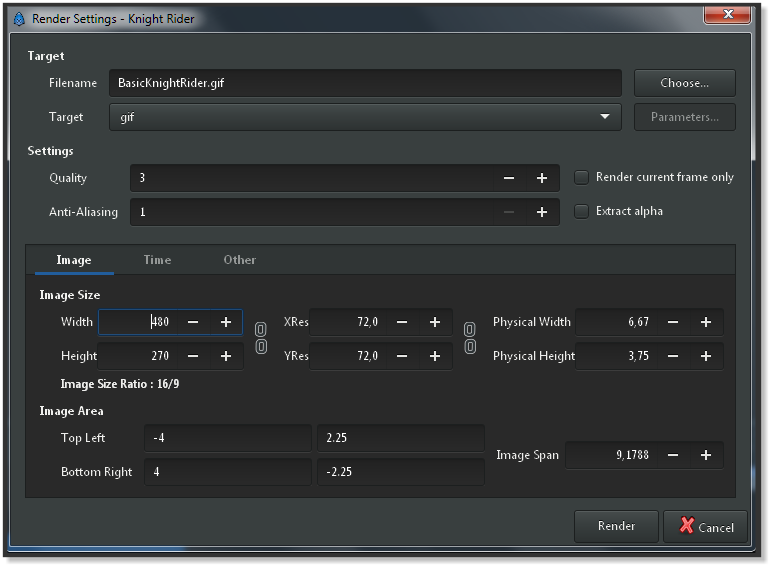 Render Settings - Knight Rider
Target
Filename BasicKnightRider.gif Choose...
Target gif Parameters...
Settings
Quality 3 Render current frame only
Anti-Aliasing 1 Extract alpha
Image Time Other
Image Size
Width 480 XRes 72,0 Physical Width 6,67
Height 270 YRes 72,0 Physical Height 3,75
Image Size Ratio : 16/9
Image Area
Top Left -4 2.25
Image Span 9,1788
Bottom Right 4 -2.25
Render Cancel